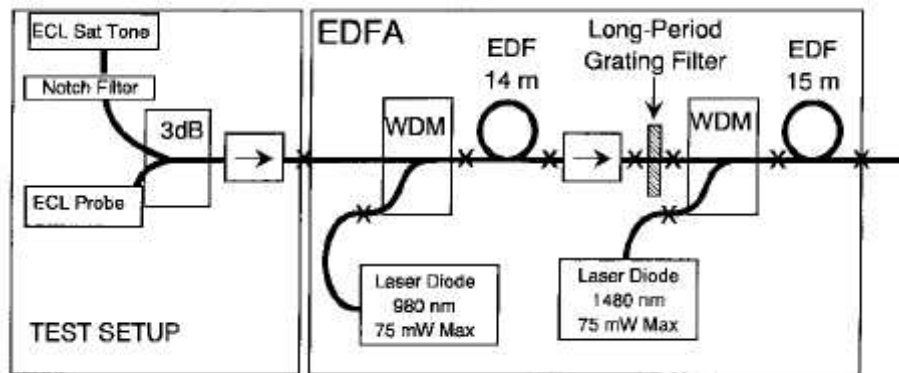 ECL Sat Tone
Notch Filter
3dB
ECL Probe
TEST SETUP
EDFA
WDM
EDF
14 m
Long-Period
Grating Filter
WDM
EDF
15 m
Laser Diode
980 nm
75 mW Max
Laser Diode
1480 nm
75 mW Max